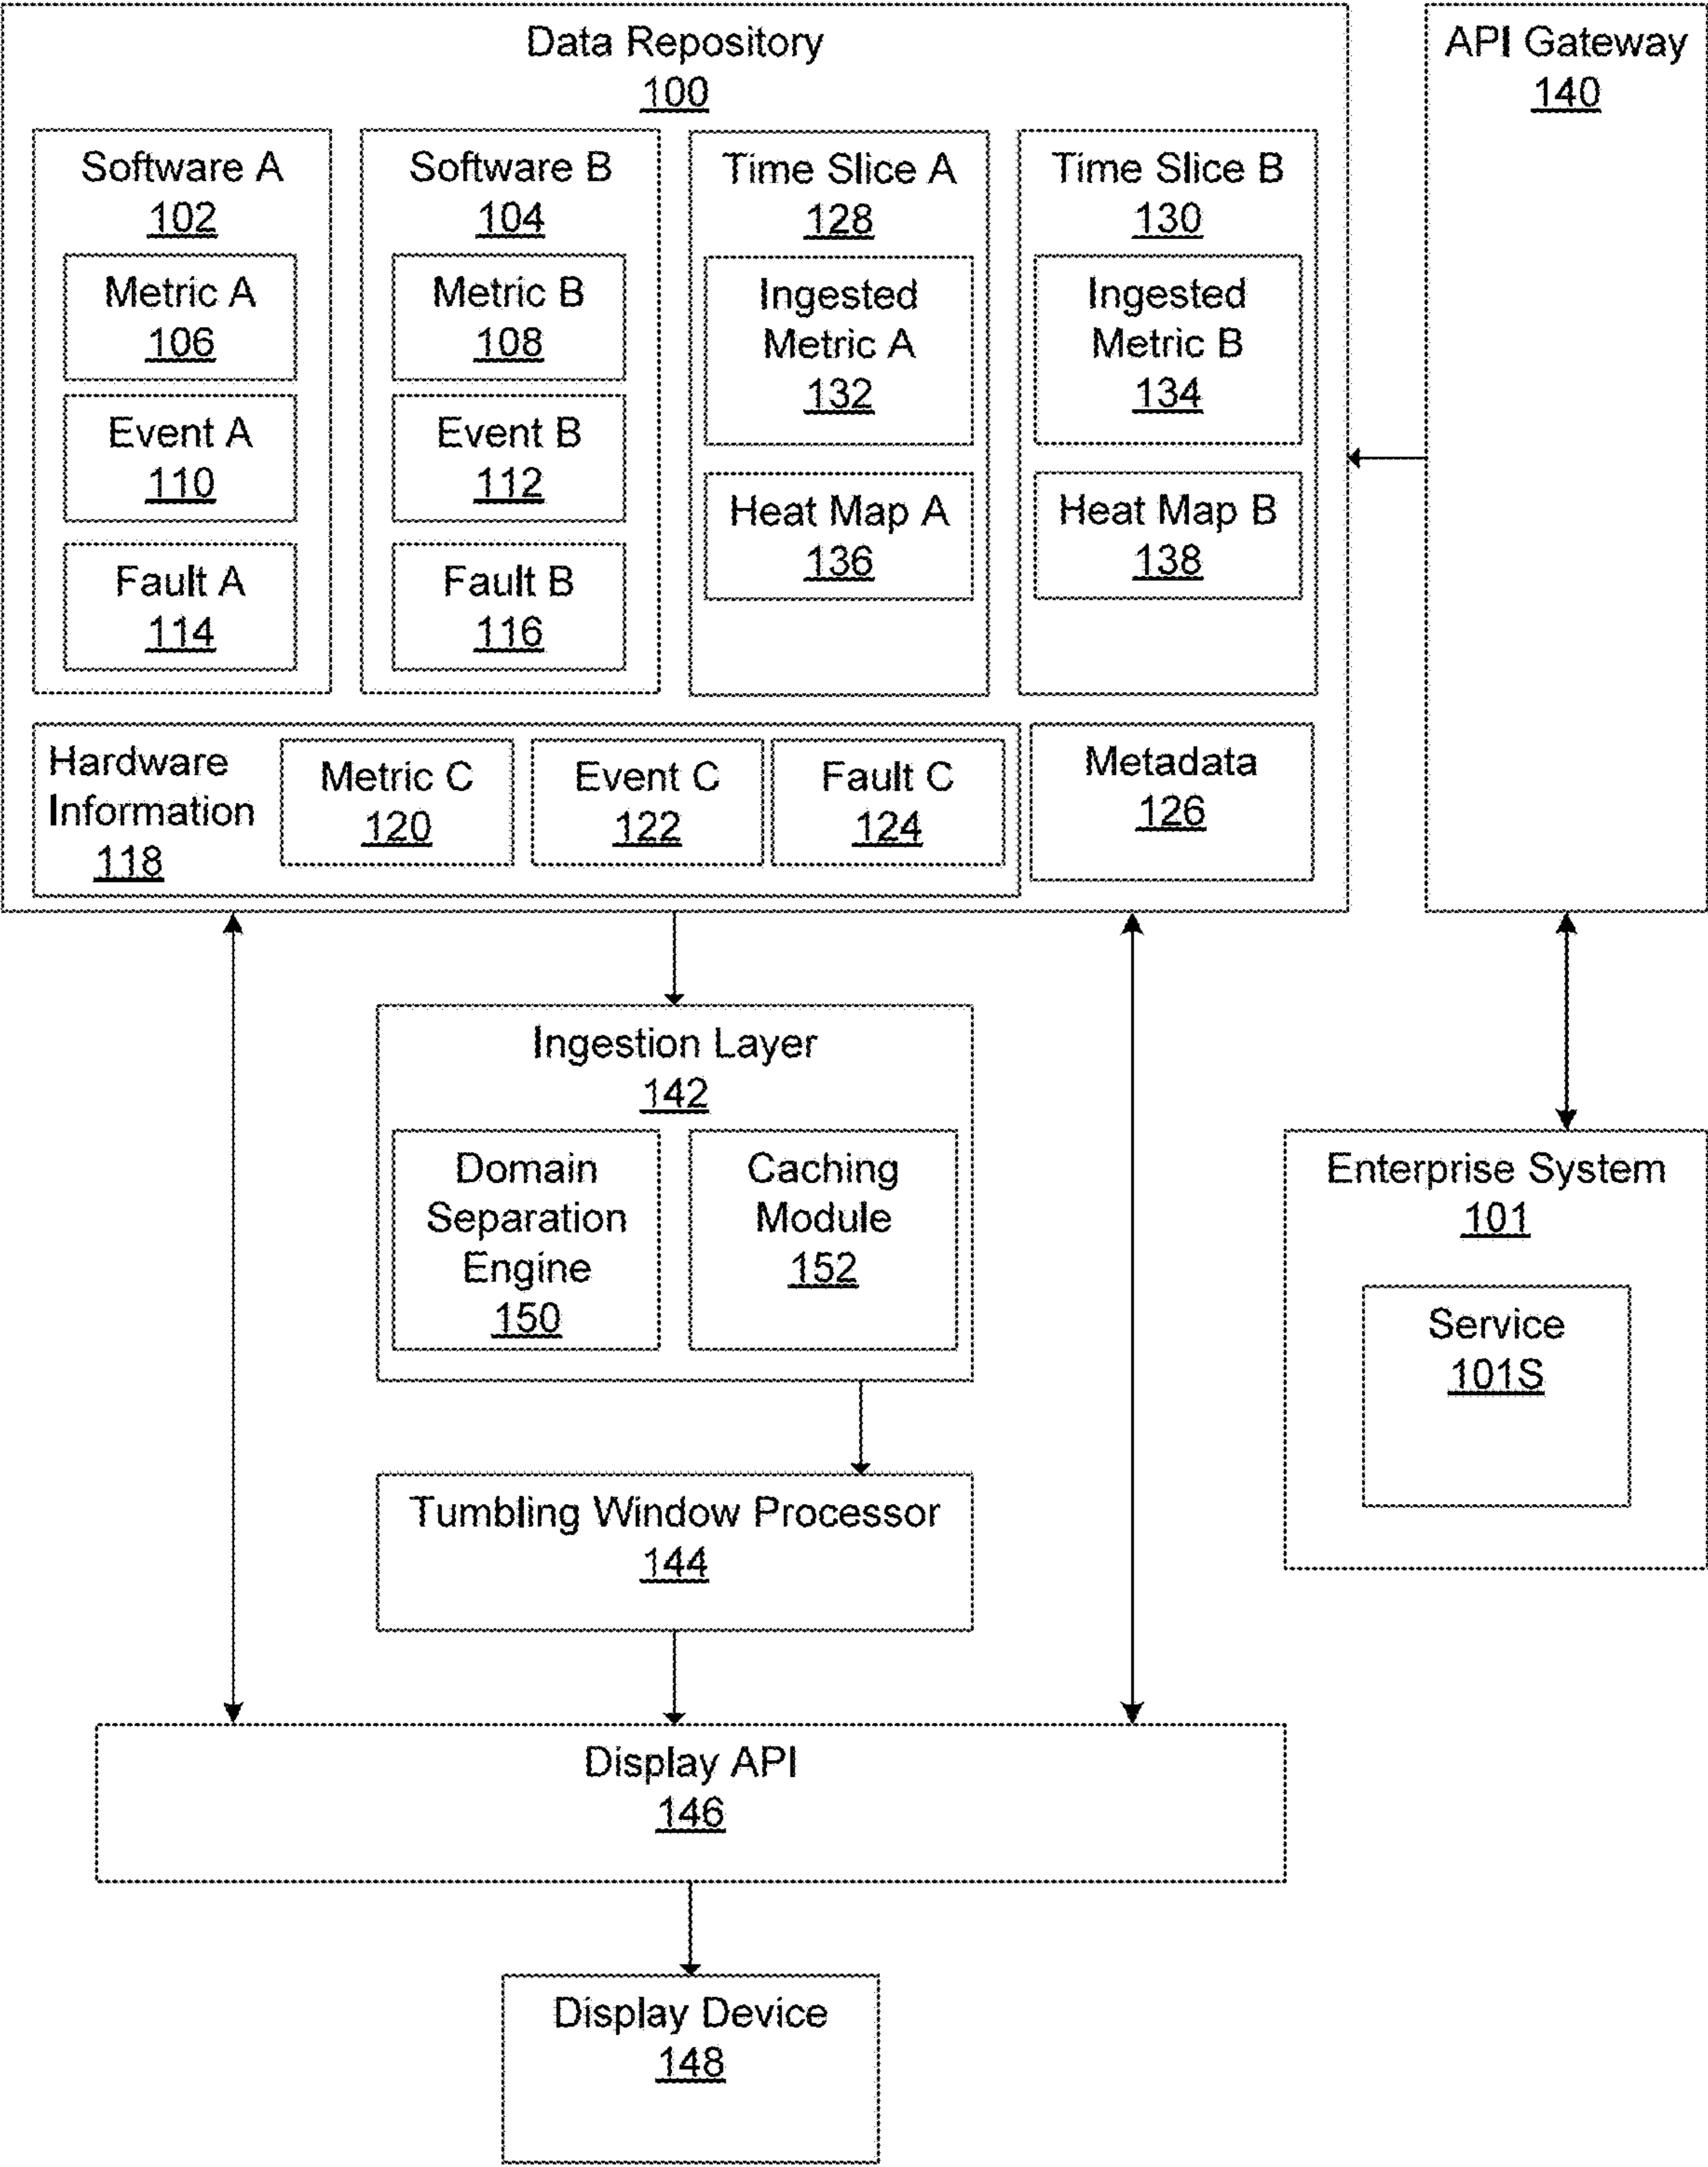 Data Repository
100
API Gateway
140
Software A
102
Metric A
106
Event A
110
Fault A
114
Software B
104
Metric B
108
Event B
112
Fault B
116
Time Slice A
128
Ingested
Metric A
132
Heat Map A
136
Time Slice B
130
Ingested
Metric B
134
Heat Map B
138
Hardware
Information
118
Metric C
120
Event C
122
Fault C
124
Metadata
126
Ingestion Layer
142
Domain
Separation
Engine
150
Caching
Module
152
Enterprise System
101
Service
101S
Tumbling Window Processor
144
Display API
146
Display Device
148